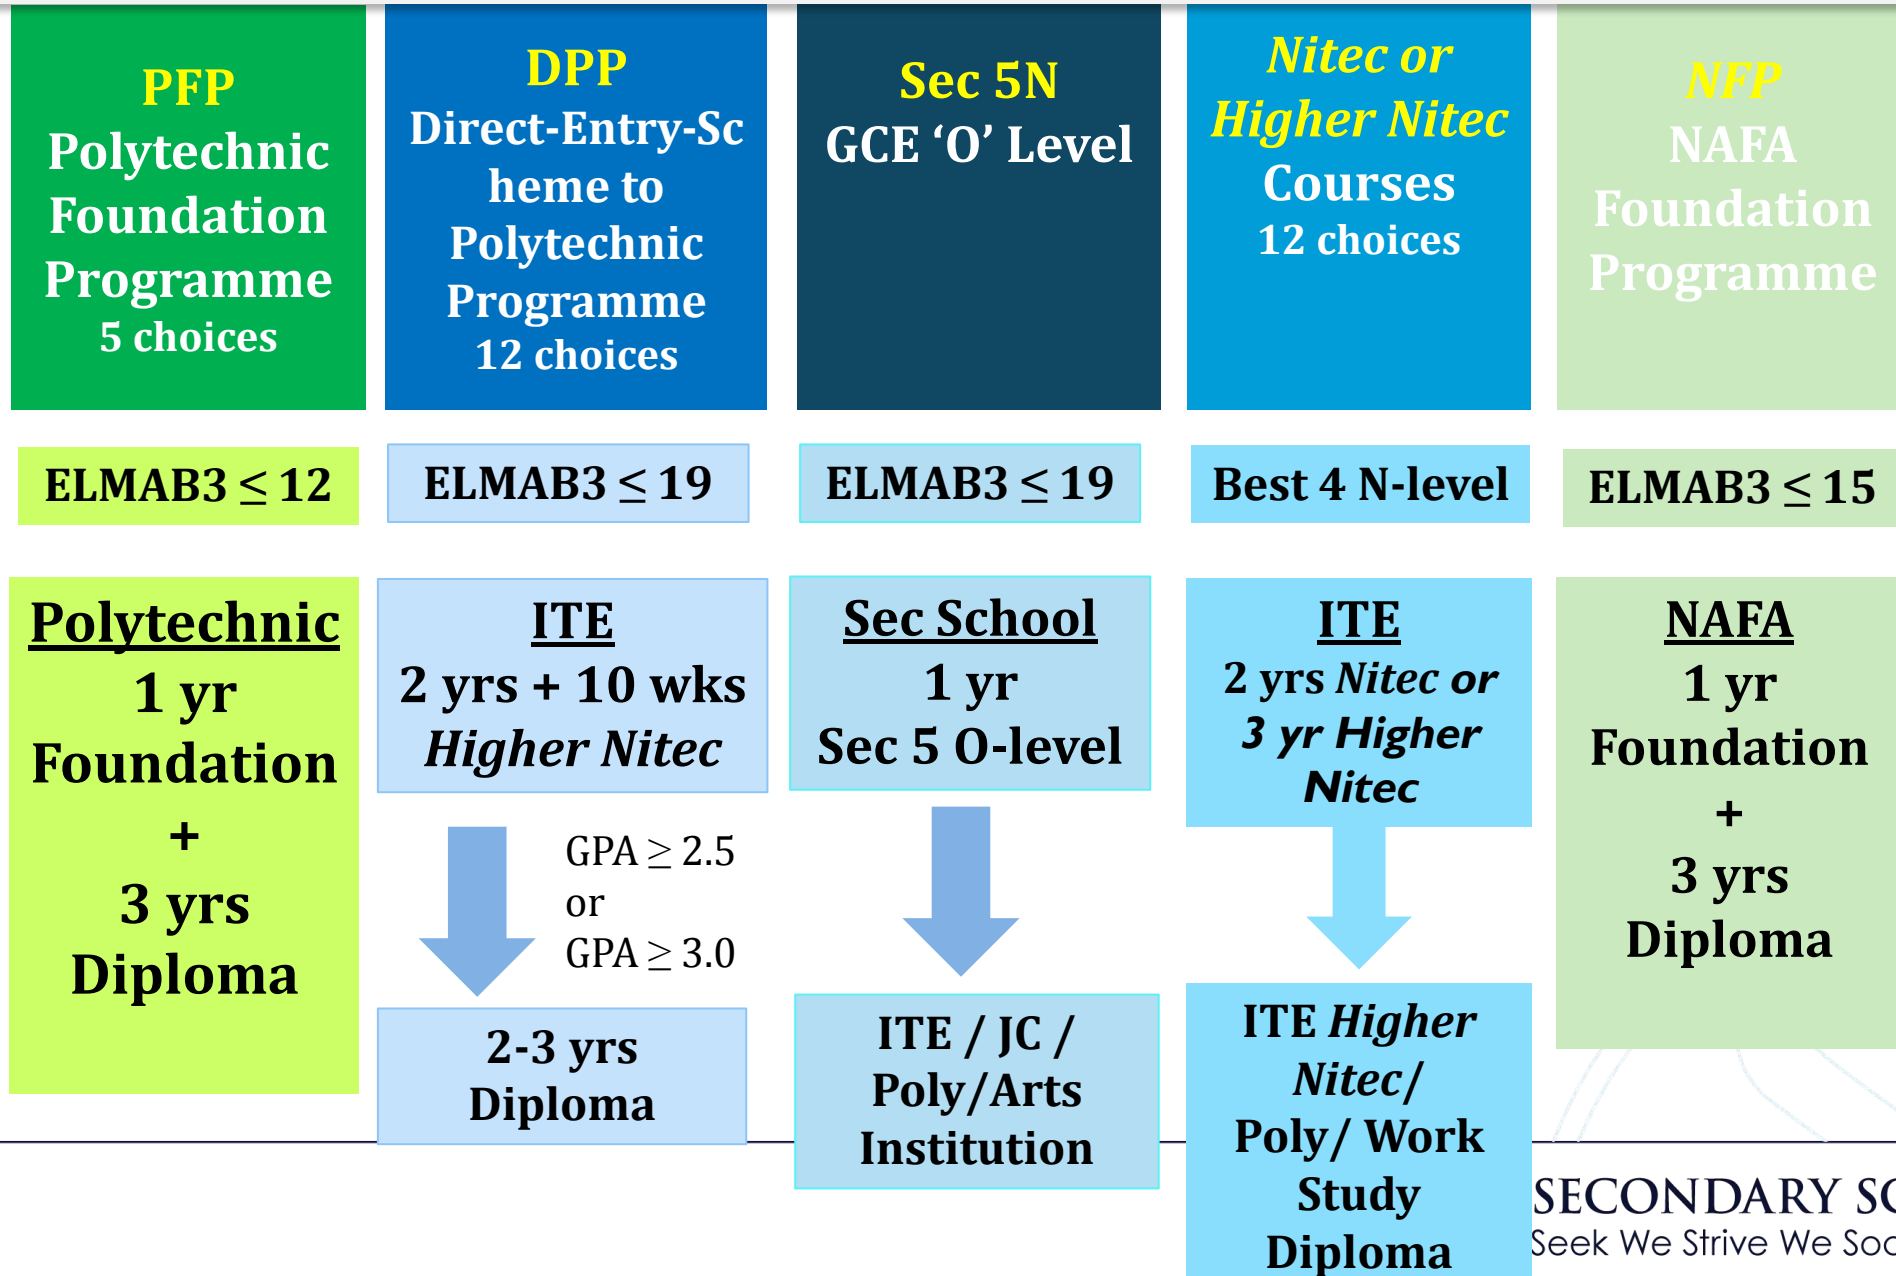 PFP
Polytechnic
Foundation
Programme
5 choices
DPP
Direct-Entry-Sc
heme to
Polytechnic
Programme
12 choices
Sec 5N
GCE ‘O’ Level
Nitec or
Higher Nitec
Courses
12 choices
NFP
NAFA
Foundation
Programme
ELMAB3 ≤ 12
ELMAB3 ≤ 19
ELMAB3 ≤ 19
Best 4 N-level
ELMAB3 ≤ 15
Polytechnic
1 yr
Foundation
+
3 yrs
Diploma
ITE
2 yrs + 10 wks
Higher Nitec
GPA ≥ 2.5
or
GPA ≥ 3.0
2-3 yrs
Diploma
Sec School
1 yr
Sec 5 O-level
ITE / JC /
Poly/Arts
Institution
ITE
2 yrs Nitec or
3 yr Higher
Nitec
ITE Higher
Nitec/
Poly/ Work
Study
Diploma
NAFA
1 yr
Foundation
+
3 yrs
Diploma
SECONDARY
Seek We Strive We